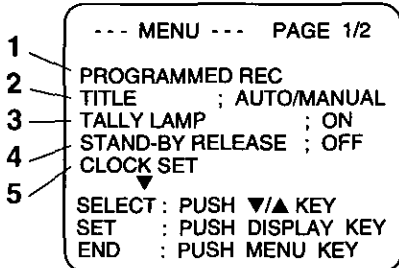 --- MENU --- PAGE 1/2
1
PROGRAMMED REC
2
TITLE ; AUTO/MANUAL
3
TALLY LAMP ; ON
4
STAND-BY RELEASE ; OFF
5
CLOCK SET
▼
SELECT : PUSH ▼/▲ KEY
SET : PUSH DISPLAY KEY
END : PUSH MENU KEY